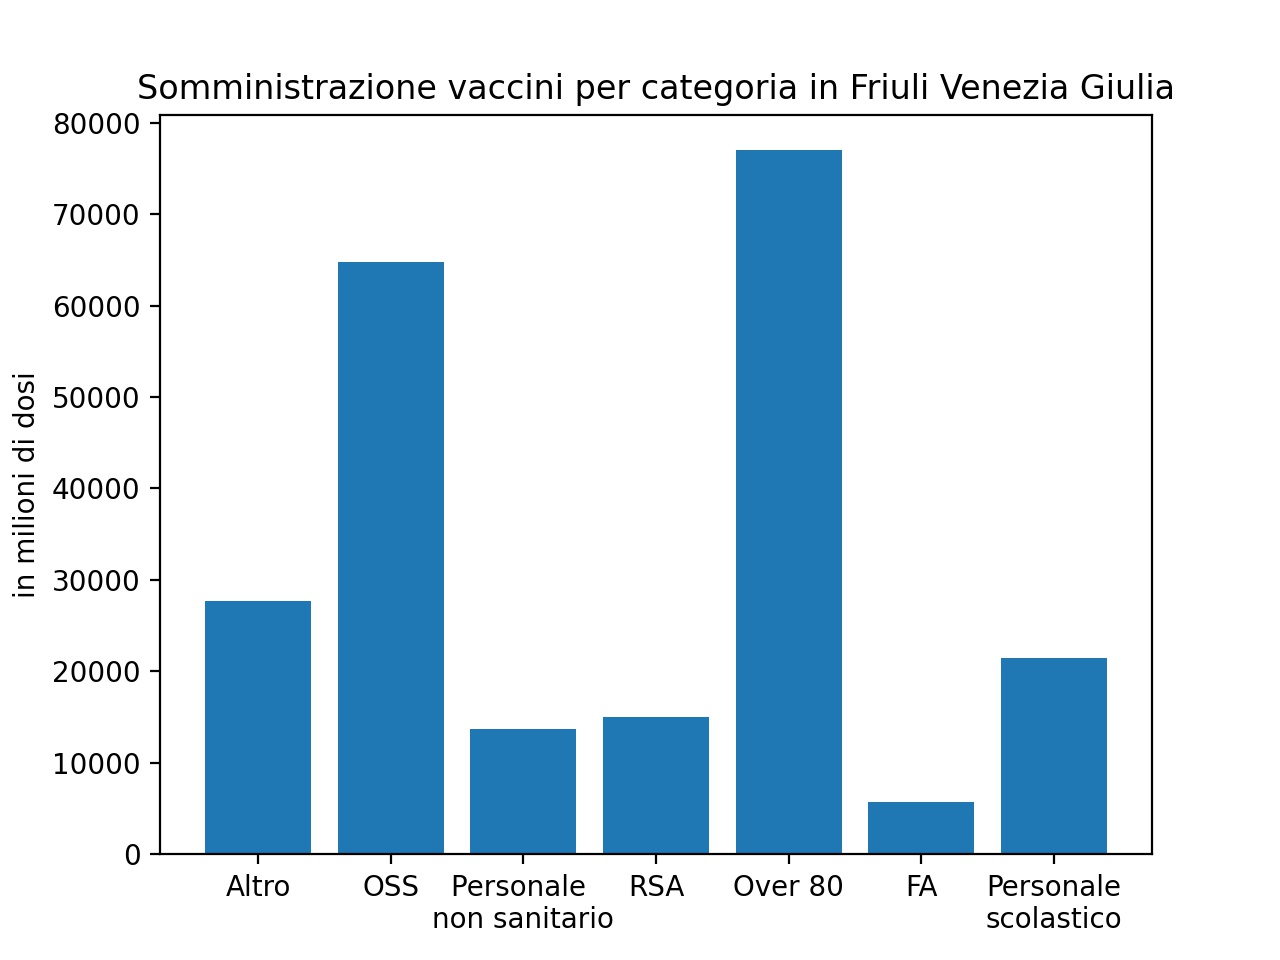 Somministrazione vaccini per categoria in Friuli Venezia Giulia
80000
70000
60000
50000
40000
30000
20000
10000
0
in milioni di dosi
Altro
OSS
Personale
non sanitario
RSA
Over 80
FA
Personale
scolastico